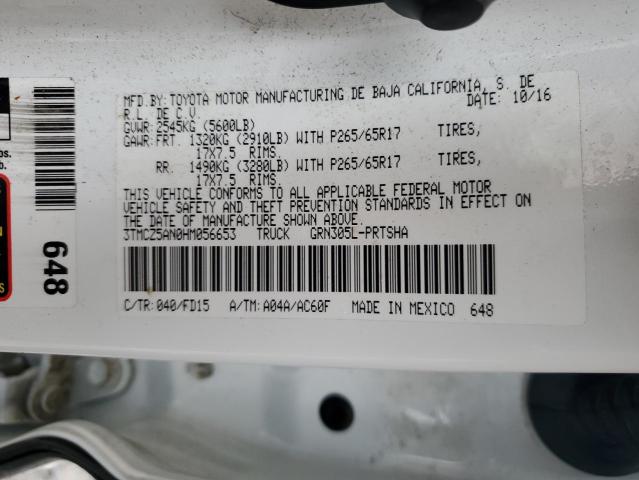 MFD.BY:TOYOTA MOTOR MANUFACTURING DE BAJA CALIFORNIA, S. DE
R.L. DE C.V. DATE: 10/16
GVWR:2545KG (5600LB)
GAWR:FRT. 1320KG (2910LB) WITH P265/65R17 TIRES,
17X7.5 RIMS.
RR. 1490KG (3280LB) WITH P265/65R17 TIRES,
17X7.5 RIMS.
THIS VEHICLE CONFORMS TO ALL APPLICABLE FEDERAL MOTOR
VEHICLE SAFETY AND THEFT PREVENTION STANDARDS IN EFFECT ON
THE DATE OF MANUFACTURE SHOWN ABOVE.
3TMCZ5AN0HM056653 TRUCK GRN305L-PRTSHA
C/TR:040/FD15 A/TM:A04A/AC60F MADE IN MEXICO 648
648